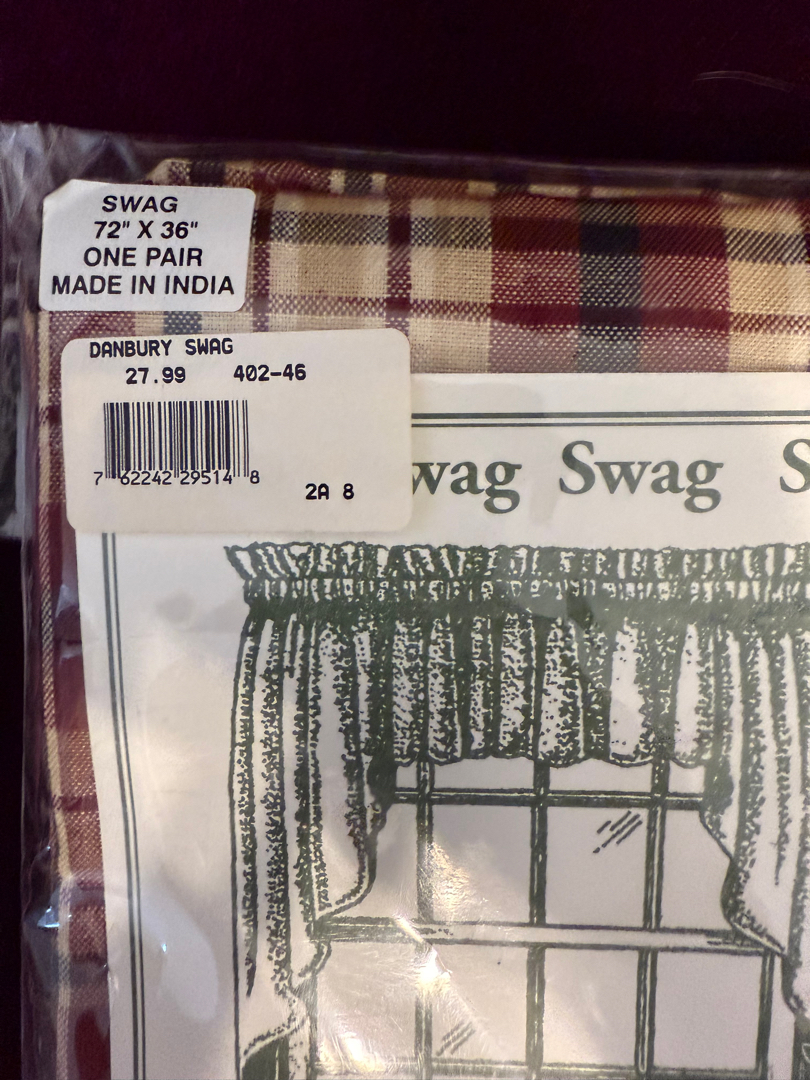 SWAG
72" X 36"
ONE PAIR
MADE IN INDIA
DANBURY SWAG
27.99 402-46
7 62242 29514 8
2A 8
wag Swag S